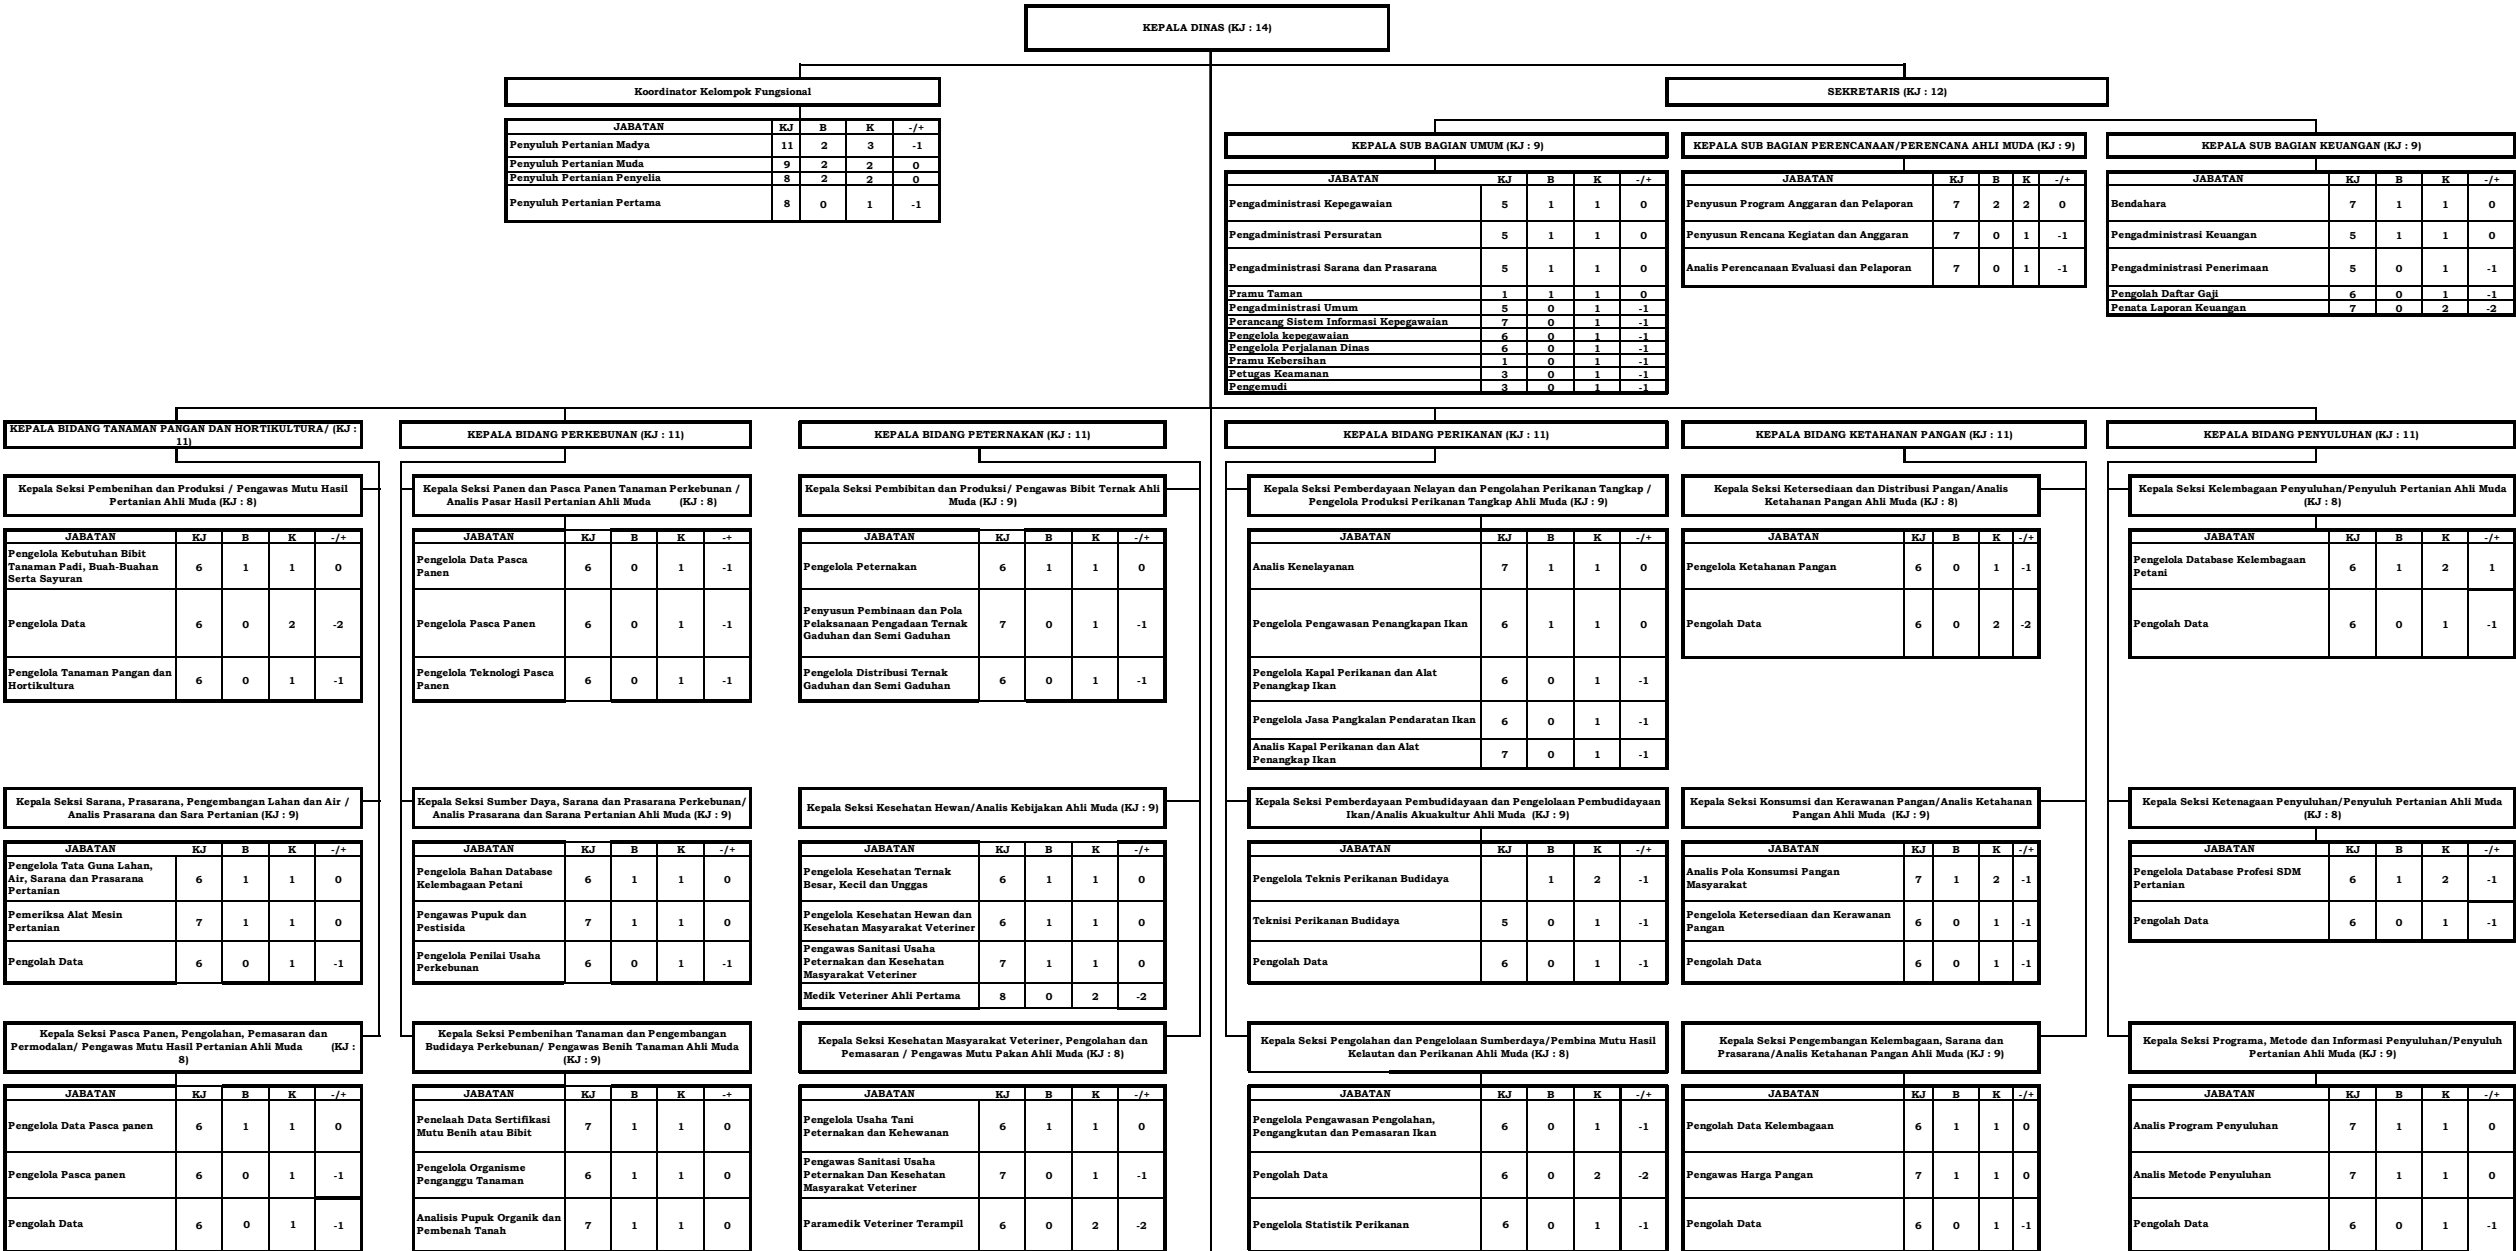 KEPALA DINAS (KJ : 14)
Koordinator Kelompok Fungsional
JABATAN KJ B K -/+
Penyuluh Pertanian Madya 11 2 3 -1
Penyuluh Pertanian Muda 9 2 2 0
Penyuluh Pertanian Penyelia 8 2 2 0
Penyuluh Pertanian Pertama 8 0 1 -1
SEKRETARIS (KJ : 12)
KEPALA SUB BAGIAN UMUM (KJ : 9)
JABATAN KJ B K -/+
Pengadministrasi Kepegawaian 5 1 1 0
Pengadministrasi Persuratan 5 1 1 0
Pengadministrasi Sarana dan Prasarana 5 1 1 0
Pramu Taman 1 1 1 0
Pengadministrasi Umum 5 0 1 -1
Perancang Sistem Informasi Kepegawaian 7 0 1 -1
Pengelola kepegawaian 6 0 1 -1
Pengelola Perjalanan Dinas 6 0 1 -1
Pramu Kebersihan 1 0 1 -1
Petugas Keamanan 3 0 1 -1
Pengemudi 3 0 1 -1
KEPALA SUB BAGIAN PERENCANAAN/PERENCANA AHLI MUDA (KJ : 9)
JABATAN KJ B K -/+
Penyusun Program Anggaran dan Pelaporan 7 2 2 0
Penyusun Rencana Kegiatan dan Anggaran 7 0 1 -1
Analis Perencanaan Evaluasi dan Pelaporan 7 0 1 -1
KEPALA SUB BAGIAN KEUANGAN (KJ : 9)
JABATAN KJ B K -/+
Bendahara 7 1 1 0
Pengadministrasi Keuangan 5 1 1 0
Pengadministrasi Penerimaan 5 0 1 -1
Pengolah Daftar Gaji 6 0 1 -1
Penata Laporan Keuangan 7 0 2 -2
KEPALA BIDANG TANAMAN PANGAN DAN HORTIKULTURA/ (KJ :
11)
Kepala Seksi Pembenihan dan Produksi / Pengawas Mutu Hasil
Pertanian Ahli Muda (KJ : 8)
JABATAN KJ B K -/+
Pengelola Kebutuhan Bibit
Tanaman Padi, Buah-Buahan
Serta Sayuran 6 1 1 0
Pengelola Data 6 0 2 -2
Pengelola Tanaman Pangan dan
Hortikultura 6 0 1 -1
Kepala Seksi Sarana, Prasarana, Pengembangan Lahan dan Air /
Analis Prasarana dan Sara Pertanian (KJ : 9)
JABATAN KJ B K -/+
Pengelola Tata Guna Lahan,
Air, Sarana dan Prasarana
Pertanian 6 1 1 0
Pemeriksa Alat Mesin
Pertanian 7 1 1 0
Pengolah Data 6 0 1 -1
Kepala Seksi Pasca Panen, Pengolahan, Pemasaran dan
Permodalan/ Pengawas Mutu Hasil Pertanian Ahli Muda (KJ :
8)
JABATAN KJ B K -/+
Pengelola Data Pasca panen 6 1 1 0
Pengelola Pasca panen 6 0 1 -1
Pengolah Data 6 0 1 -1
KEPALA BIDANG PERKEBUNAN (KJ : 11)
Kepala Seksi Panen dan Pasca Panen Tanaman Perkebunan /
Analis Pasar Hasil Pertanian Ahli Muda (KJ : 8)
JABATAN KJ B K -+
Pengelola Data Pasca
Panen 6 0 1 -1
Pengelola Pasca Panen 6 0 1 -1
Pengelola Teknologi Pasca
Panen 6 0 1 -1
Kepala Seksi Sumber Daya, Sarana dan Prasarana Perkebunan/
Analis Prasarana dan Sarana Pertanian Ahli Muda (KJ : 9)
JABATAN KJ B K -/+
Pengelola Bahan Database
Kelembagaan Petani 6 1 1 0
Pengawas Pupuk dan
Pestisida 7 1 1 0
Pengelola Penilai Usaha
Perkebunan 6 0 1 -1
Kepala Seksi Pembenihan Tanaman dan Pengembangan
Budidaya Perkebunan/ Pengawas Benih Tanaman Ahli Muda
(KJ : 9)
JABATAN KJ B K -+
Penelaah Data Sertifikasi
Mutu Benih atau Bibit 7 1 1 0
Pengelola Organisme
Penganggu Tanaman 6 1 1 0
Analisis Pupuk Organik dan
Pembenah Tanah 7 1 1 0
KEPALA BIDANG PETERNAKAN (KJ : 11)
Kepala Seksi Pembibitan dan Produksi/ Pengawas Bibit Ternak Ahli
Muda (KJ : 9)
JABATAN KJ B K -/+
Pengelola Peternakan 6 1 1 0
Penyusun Pembinaan dan Pola
Pelaksanaan Pengadaan Ternak
Gaduhan dan Semi Gaduhan 7 0 1 -1
Pengelola Distribusi Ternak
Gaduhan dan Semi Gaduhan 6 0 1 -1
Kepala Seksi Kesehatan Hewan/Analis Kebijakan Ahli Muda (KJ : 9)
JABATAN KJ B K -/+
Pengelola Kesehatan Ternak
Besar, Kecil dan Unggas 6 1 1 0
Pengelola Kesehatan Hewan dan
Kesehatan Masyarakat Veteriner 6 1 1 0
Pengawas Sanitasi Usaha
Peternakan dan Kesehatan
Masyarakat Veteriner 7 1 1 0
Medik Veteriner Ahli Pertama 8 0 2 -2
Kepala Seksi Kesehatan Masyarakat Veteriner, Pengolahan dan
Pemasaran / Pengawas Mutu Pakan Ahli Muda (KJ : 8)
JABATAN KJ B K -/+
Pengelola Usaha Tani
Peternakan dan Kehewanan 6 1 1 0
Pengawas Sanitasi Usaha
Peternakan Dan Kesehatan
Masyarakat Veteriner 7 0 1 -1
Paramedik Veteriner Terampil 6 0 2 -2
KEPALA BIDANG PERIKANAN (KJ : 11)
Kepala Seksi Pemberdayaan Nelayan dan Pengolahan Perikanan Tangkap /
Pengelola Produksi Perikanan Tangkap Ahli Muda (KJ : 9)
JABATAN KJ B K -/+
Analis Kenelayanan 7 1 1 0
Pengelola Pengawasan Penangkapan Ikan 6 1 1 0
Pengelola Kapal Perikanan dan Alat
Penangkap Ikan 6 0 1 -1
Pengelola Jasa Pangkalan Pendaratan Ikan 6 0 1 -1
Analis Kapal Perikanan dan Alat
Penangkap Ikan 7 0 1 -1
Kepala Seksi Pemberdayaan Pembudidayaan dan Pengelolaan Pembudidayaan
Ikan/Analis Akuakultur Ahli Muda (KJ : 9)
JABATAN KJ B K -/+
Pengelola Teknis Perikanan Budidaya 1 2 -1
Teknisi Perikanan Budidaya 5 0 1 -1
Pengolah Data 6 0 1 -1
Kepala Seksi Pengolahan dan Pengelolaan Sumberdaya/Pembina Mutu Hasil
Kelautan dan Perikanan Ahli Muda (KJ : 8)
JABATAN KJ B K -/+
Pengelola Pengawasan Pengolahan,
Pengangkutan dan Pemasaran Ikan 6 0 1 -1
Pengolah Data 6 0 2 -2
Pengelola Statistik Perikanan 6 0 1 -1
KEPALA BIDANG KETAHANAN PANGAN (KJ : 11)
Kepala Seksi Ketersediaan dan Distribusi Pangan/Analis
Ketahanan Pangan Ahli Muda (KJ : 8)
JABATAN KJ B K -/+
Pengelola Ketahanan Pangan 6 0 1 -1
Pengolah Data 6 0 2 -2
Kepala Seksi Konsumsi dan Kerawanan Pangan/Analis Ketahanan
Pangan Ahli Muda (KJ : 9)
JABATAN KJ B K -/+
Analis Pola Konsumsi Pangan
Masyarakat 7 1 2 -1
Pengelola Ketersediaan dan Kerawanan
Pangan 6 0 1 -1
Pengolah Data 6 0 1 -1
Kepala Seksi Pengembangan Kelembagaan, Sarana dan
Prasarana/Analis Ketahanan Pangan Ahli Muda (KJ : 9)
JABATAN KJ B K -/+
Pengolah Data Kelembagaan 6 1 1 0
Pengawas Harga Pangan 7 1 1 0
Pengolah Data 6 0 1 -1
KEPALA BIDANG PENYULUHAN (KJ : 11)
Kepala Seksi Kelembagaan Penyuluhan/Penyuluh Pertanian Ahli Muda
(KJ : 8)
JABATAN KJ B K -/+
Pengelola Database Kelembagaan
Petani 6 1 2 1
Pengolah Data 6 0 1 -1
Kepala Seksi Ketenagaan Penyuluhan/Penyuluh Pertanian Ahli Muda
(KJ : 8)
JABATAN KJ B K -/+
Pengelola Database Profesi SDM
Pertanian 6 1 2 -1
Pengolah Data 6 0 1 -1
Kepala Seksi Programa, Metode dan Informasi Penyuluhan/Penyuluh
Pertanian Ahli Muda (KJ : 9)
JABATAN KJ B K -/+
Analis Program Penyuluhan 7 1 1 0
Analis Metode Penyuluhan 7 1 1 0
Pengolah Data 6 0 1 -1